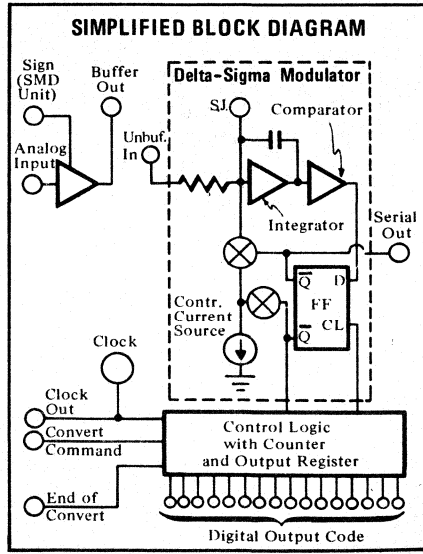 SIMPLIFIED BLOCK DIAGRAM
Sign
(SMD
Unit)
Buffer
Out
Delta-Sigma Modulator
S.J.
Comparator
Analog
Input
Unbuf.
In
Integrator
Serial
Out
Q
D
FF
CL
Q
Contr.
Current
Source
Clock
Clock
Out
Convert
Command
End of
Convert
Control Logic
with Counter
and Output Register
Digital Output Code